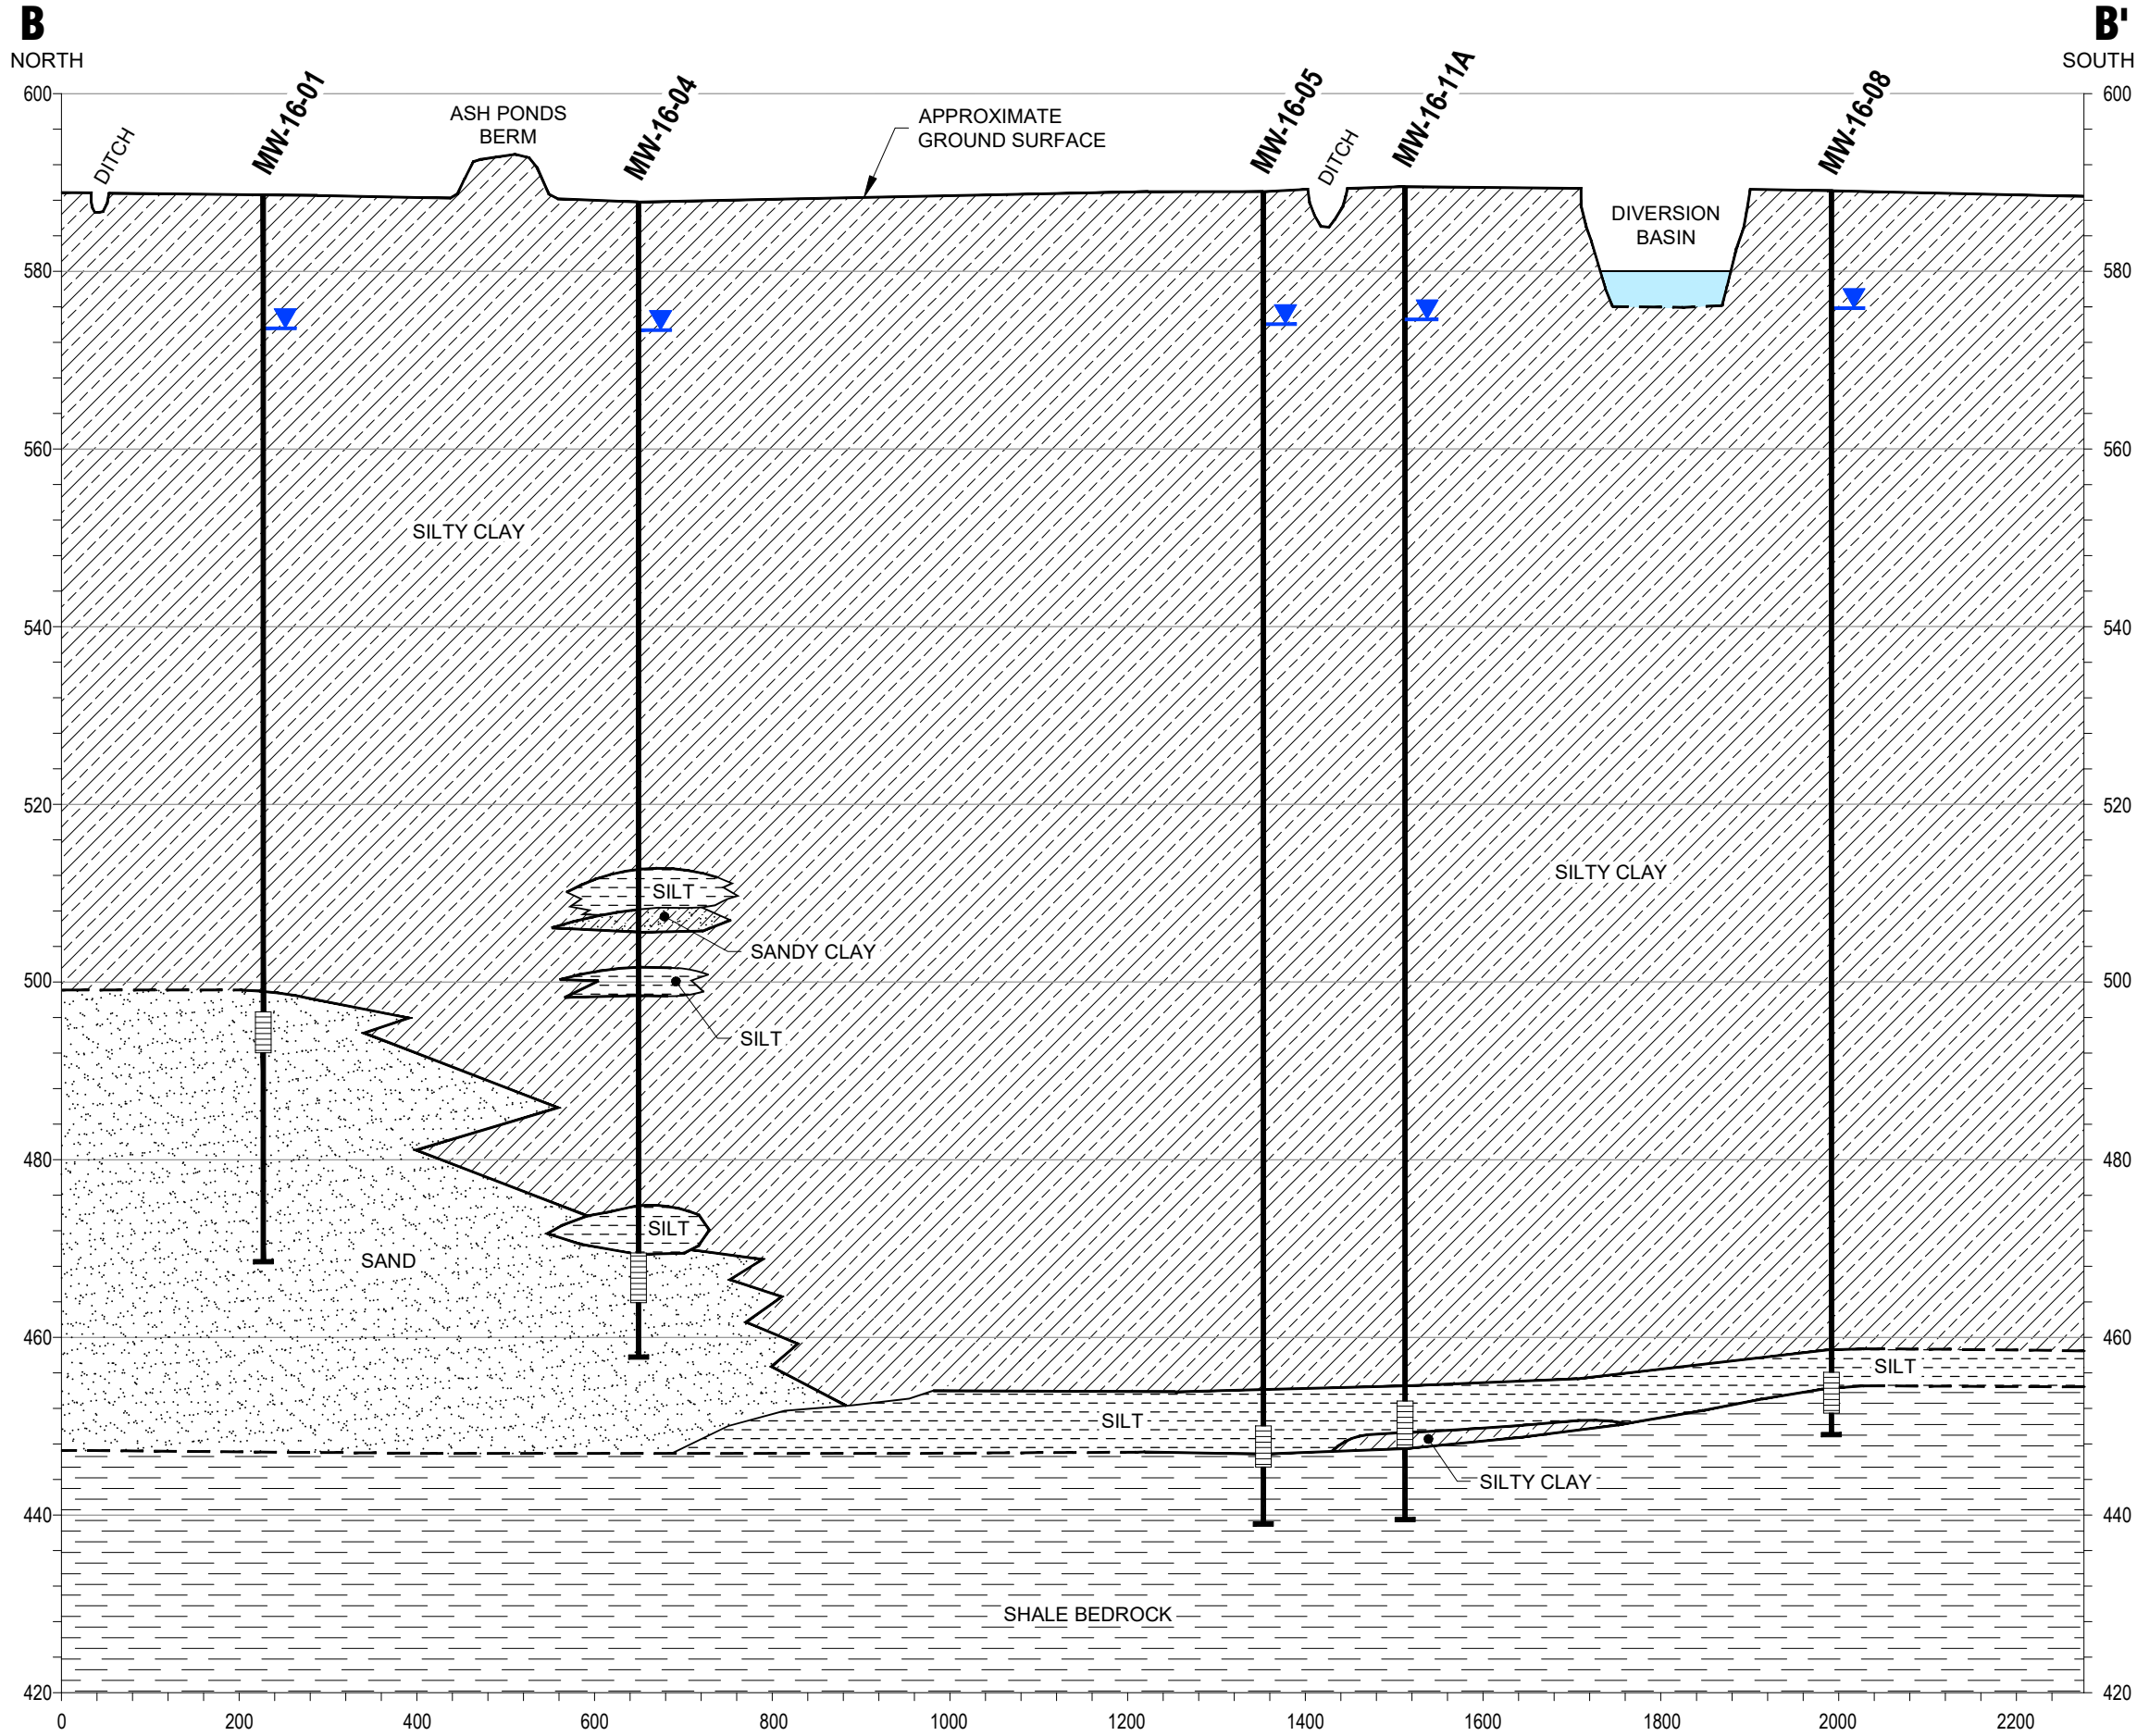 B
B'
NORTH
SOUTH
MW-16-01
MW-16-04
MW-16-05
MW-16-11A
MW-16-08
600
600
DITCH
ASH PONDS
BERM
APPROXIMATE
GROUND SURFACE
DITCH
DIVERSION
BASIN
580
580
560
560
SILTY CLAY
540
540
520
520
SILTY CLAY
SILT
SANDY CLAY
500
500
SILT
480
480
SILT
SAND
460
460
SILT
SILT
SILTY CLAY
440
440
SHALE BEDROCK
420
420
0
200
400
600
800
1000
1200
1400
1600
1800
2000
2200